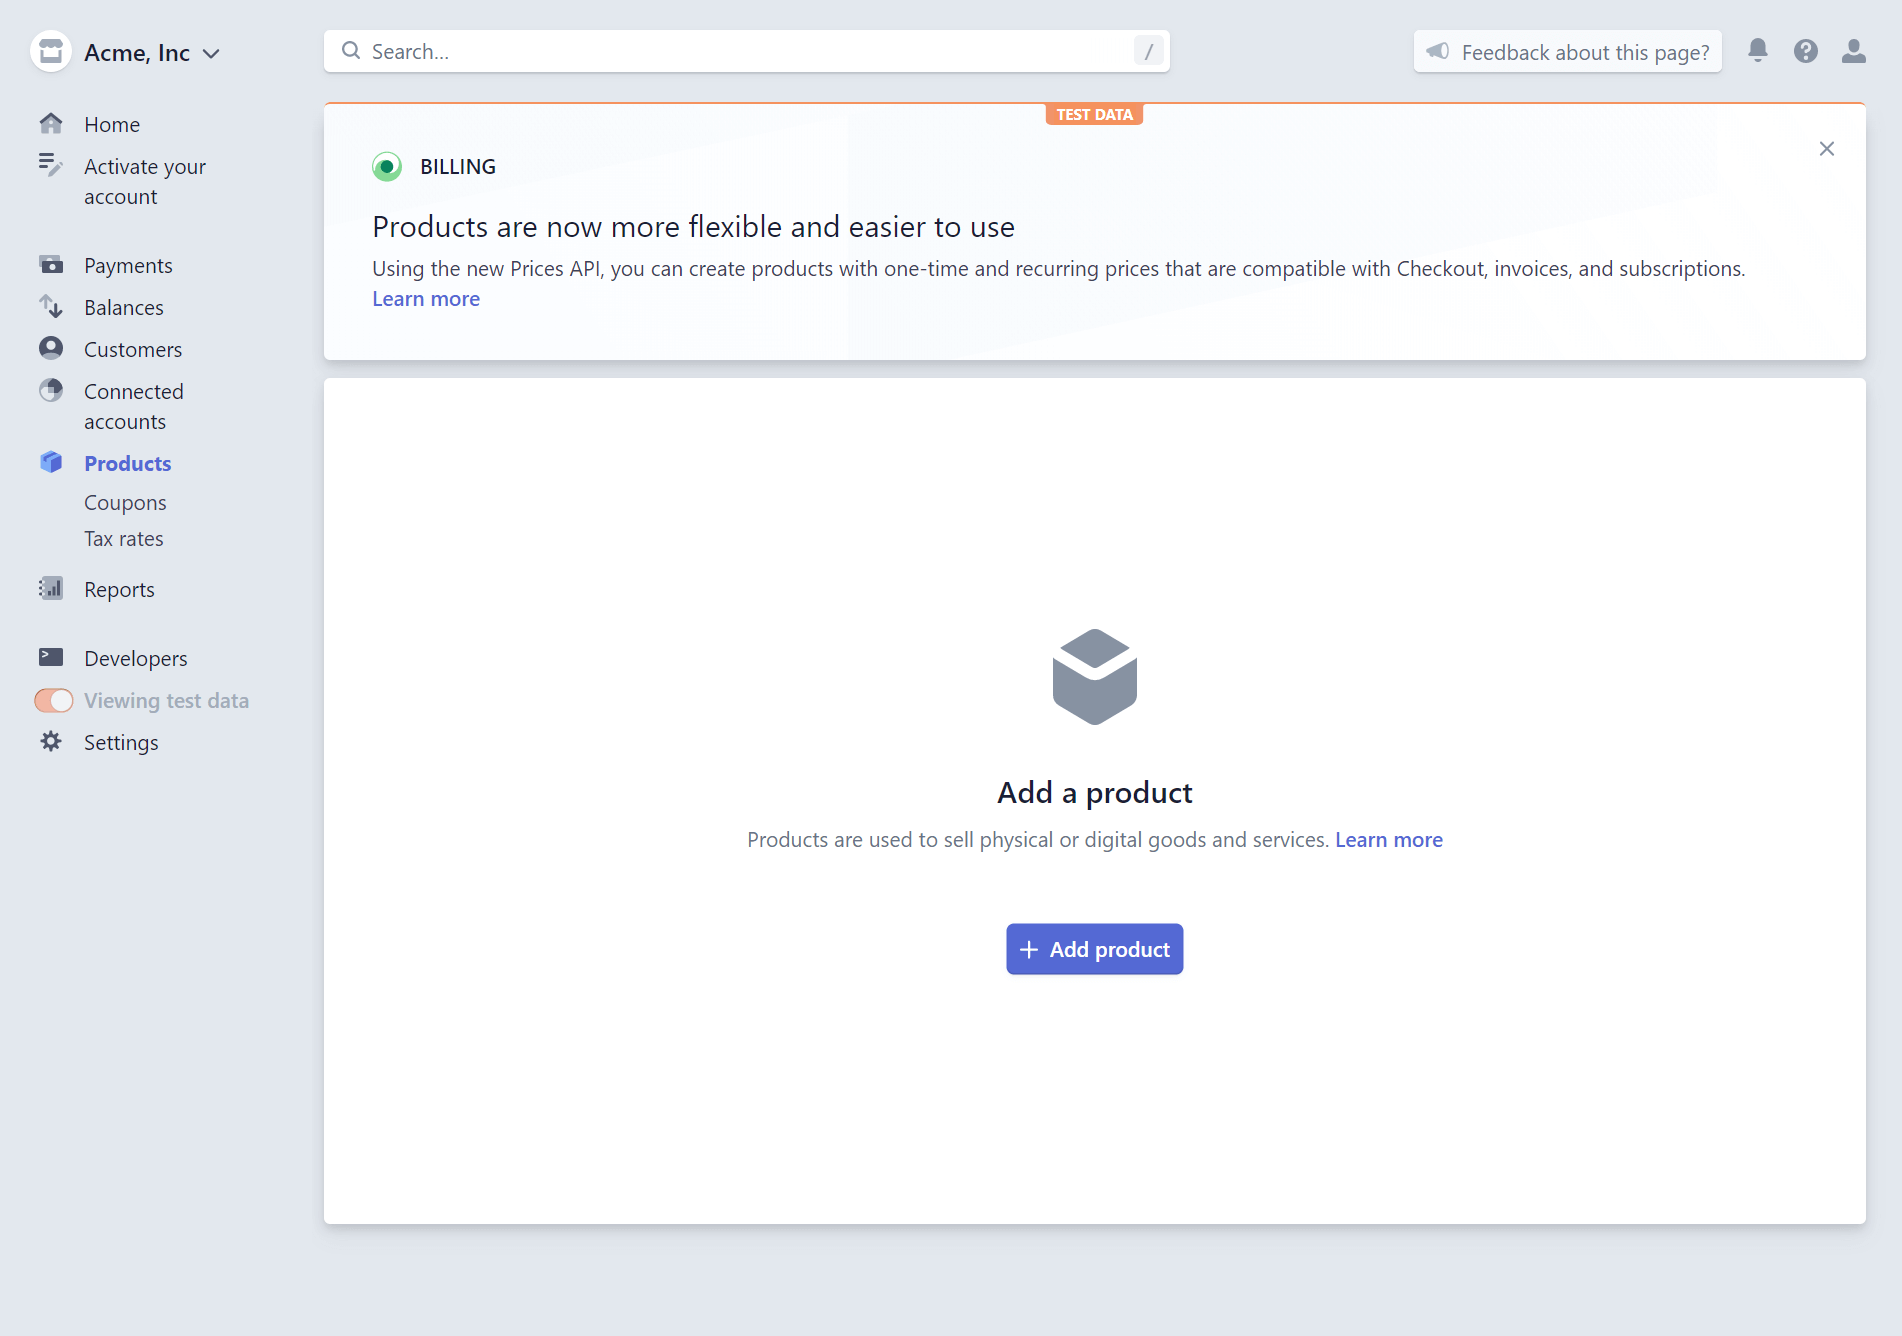 Acme, Inc
Search...
/
Feedback about this page?
Home
Activate your
account
Payments
Balances
Customers
Connected
accounts
Products
Coupons
Tax rates
Reports
Developers
Viewing test data
Settings
TEST DATA
BILLING
Products are now more flexible and easier to use
Using the new Prices API, you can create products with one-time and recurring prices that are compatible with Checkout, invoices, and subscriptions.
Learn more
Add a product
Products are used to sell physical or digital goods and services. Learn more
Add product